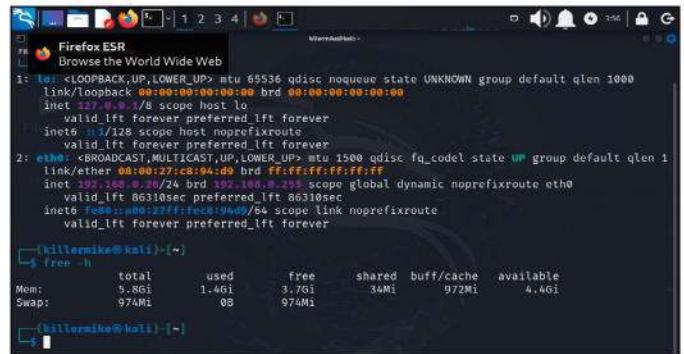 1 2 3 4
killermike@kali: ~
Firefox ESR
Browse the World Wide Web
1: lo: <LOOPBACK,UP,LOWER_UP> mtu 65536 qdisc noqueue state UNKNOWN group default qlen 1000
link/loopback 00:00:00:00:00:00 brd 00:00:00:00:00:00
inet 127.0.0.1/8 scope host lo
valid_lft forever preferred_lft forever
inet6 ::1/128 scope host noprefixroute
valid_lft forever preferred_lft forever
2: eth0: <BROADCAST,MULTICAST,UP,LOWER_UP> mtu 1500 qdisc fq_codel state UP group default qlen 1
link/ether 08:00:27:c8:94:d9 brd ff:ff:ff:ff:ff:ff
inet 192.168.0.26/24 brd 192.168.0.255 scope global dynamic noprefixroute eth0
valid_lft 86310sec preferred_lft 86310sec
inet6 fe80::a00:27ff:fec8:94d9/64 scope link noprefixroute
valid_lft forever preferred_lft forever
(killermike㉿kali)-[~]
$ free -h
total used free shared buff/cache available
Mem: 5.8Gi 1.4Gi 3.7Gi 34Mi 972Mi 4.4Gi
Swap: 974Mi 0B 974Mi
(killermike㉿kali)-[~]
$